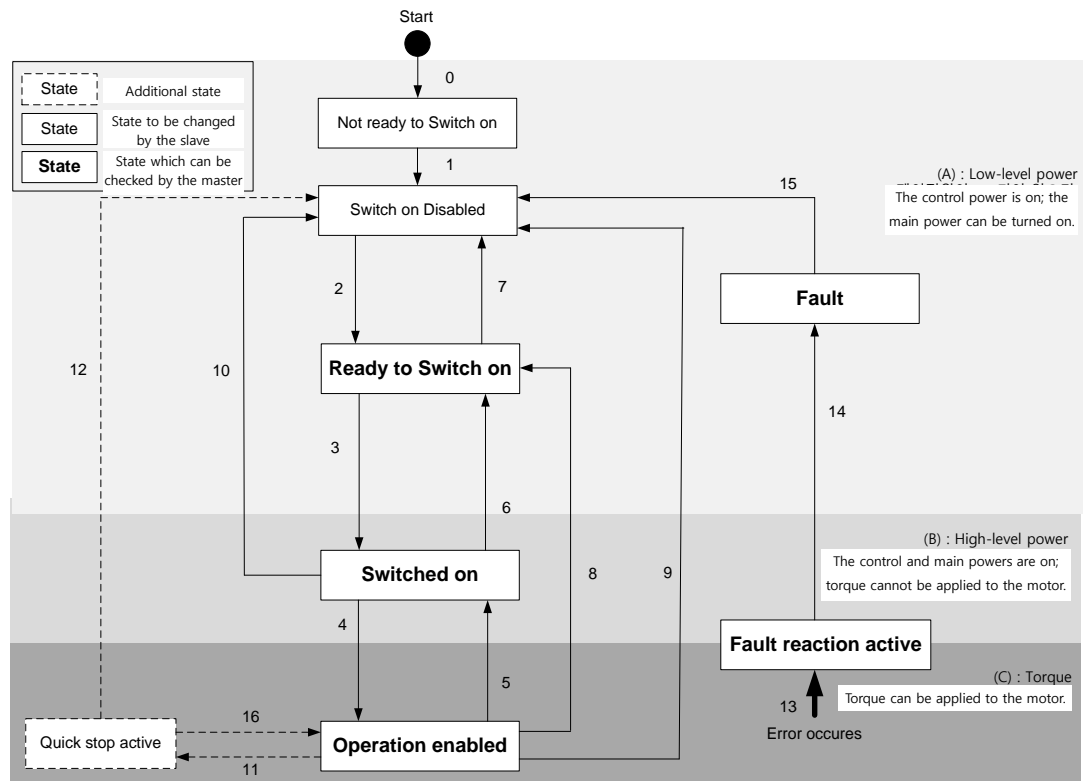 Start
0
State
Additional state
State
State to be changed
by the slave
State
State which can be
checked by the master
Not ready to Switch on
1
15
(A) : Low-level power
The control power is on; the
main power can be turned on.
Switch on Disabled
2
7
Fault
12
10
Ready to Switch on
14
3
6
(B) : High-level power
The control and main powers are on;
torque cannot be applied to the motor.
Switched on
8
9
4
Fault reaction active
5
(C) : Torque
Torque can be applied to the motor.
13
Error occures
16
Quick stop active
Operation enabled
11